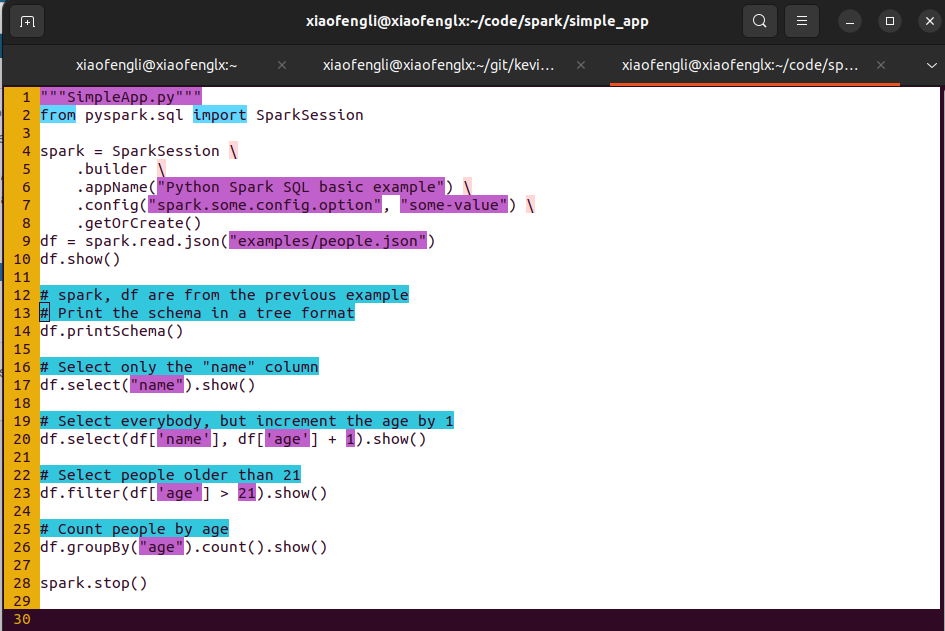 xiaofengli@xiaofenglx:~/code/spark/simple_app
xiaofengli@xiaofenglx:~
xiaofengli@xiaofenglx:~/git/kevi...
xiaofengli@xiaofenglx:~/code/sp...
1 """SimpleApp.py"""
2 from pyspark.sql import SparkSession
3
4 spark = SparkSession \
5     .builder \
6     .appName("Python Spark SQL basic example") \
7     .config("spark.some.config.option", "some-value") \
8     .getOrCreate()
9 df = spark.read.json("examples/people.json")
10 df.show()
11
12 # spark, df are from the previous example
13 # Print the schema in a tree format
14 df.printSchema()
15
16 # Select only the "name" column
17 df.select("name").show()
18
19 # Select everybody, but increment the age by 1
20 df.select(df['name'], df['age'] + 1).show()
21
22 # Select people older than 21
23 df.filter(df['age'] > 21).show()
24
25 # Count people by age
26 df.groupBy("age").count().show()
27
28 spark.stop()
29
30